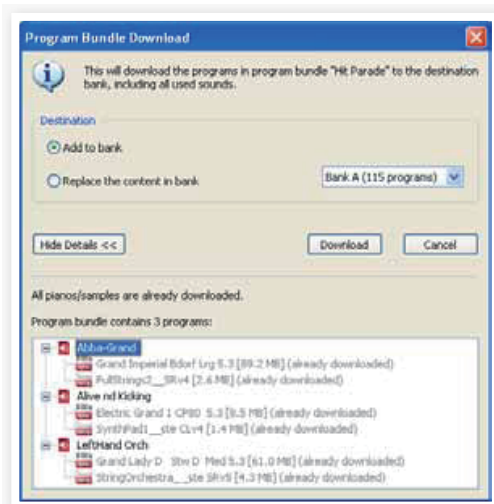 Program Bundle Download
This will download the programs in program bundle "Hit Parade" to the destination
bank, including all used sounds.
Destination
Add to bank
Replace the content in bank
Bank A (115 programs)
Hide Details <<
Download
Cancel
All pianos/samples are already downloaded.
Program bundle contains 3 programs:
Abba-Grand
Grand Imperial Bdorf Lrg 5.3 [89.2 MB] (already downloaded)
FullStrings2__SRv4 [2.6 MB] (already downloaded)
Alive nd Kicking
Electric Grand 1 CP80 5.3 [8.5 MB] (already downloaded)
SynthPad1__ste CLv4 [1.4 MB] (already downloaded)
LeftHand Orch
Grand Lady D Stw D Med 5.3 [61.0 MB] (already downloaded)
StringOrchestra__ste SRv5 [4.3 MB] (already downloaded)